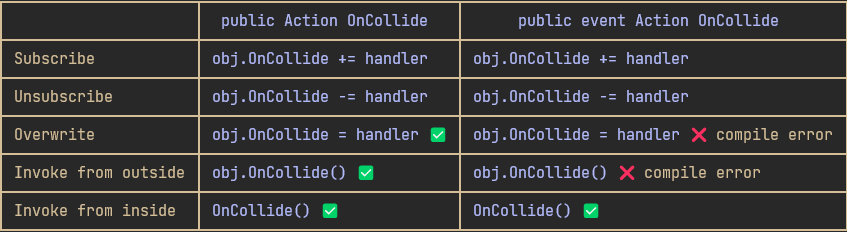 public Action OnCollide public event Action OnCollide
Subscribe obj.OnCollide += handler obj.OnCollide += handler
Unsubscribe obj.OnCollide -= handler obj.OnCollide -= handler
Overwrite obj.OnCollide = handler ✅ obj.OnCollide = handler ❌ compile error
Invoke from outside obj.OnCollide() ✅ obj.OnCollide() ❌ compile error
Invoke from inside OnCollide() ✅ OnCollide() ✅